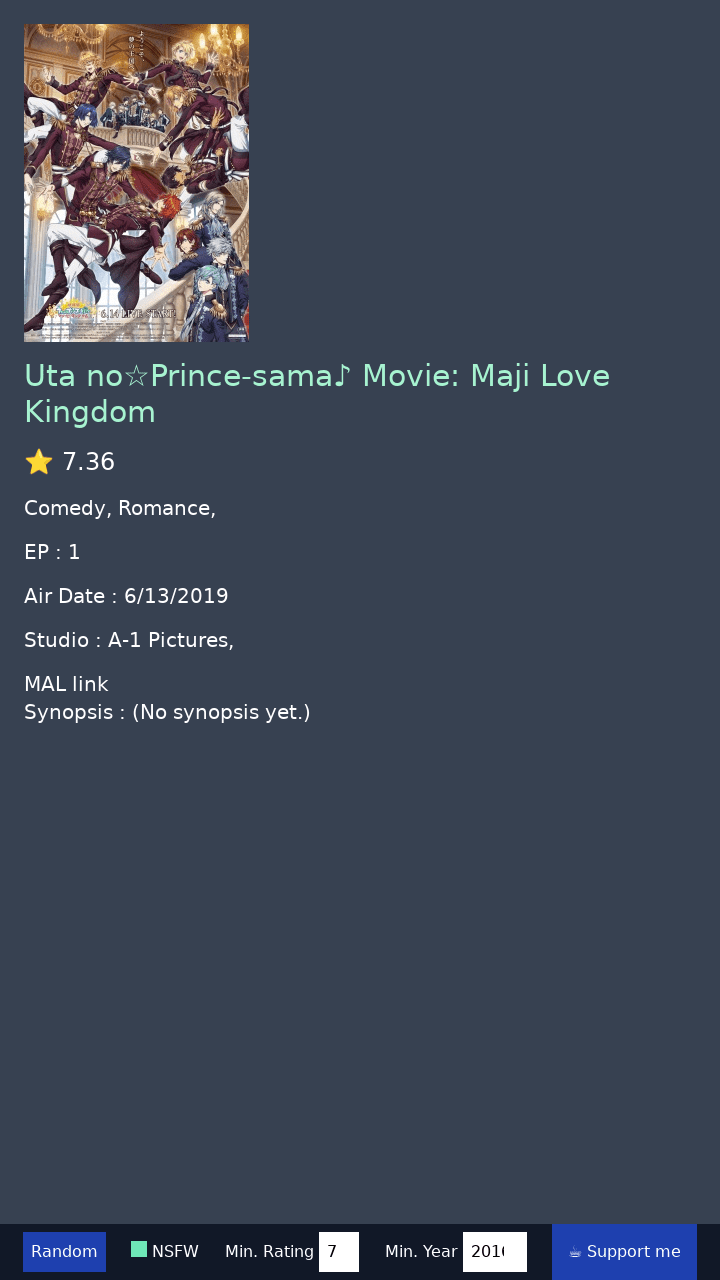 6.14 LIVE START!
Uta no☆Prince-sama♪ Movie: Maji Love
Kingdom
⭐ 7.36
Comedy, Romance,
EP : 1
Air Date : 6/13/2019
Studio : A-1 Pictures,
MAL link
Synopsis : (No synopsis yet.)
Random NSFW Min. Rating 7 Min. Year 2016 ☕ Support me